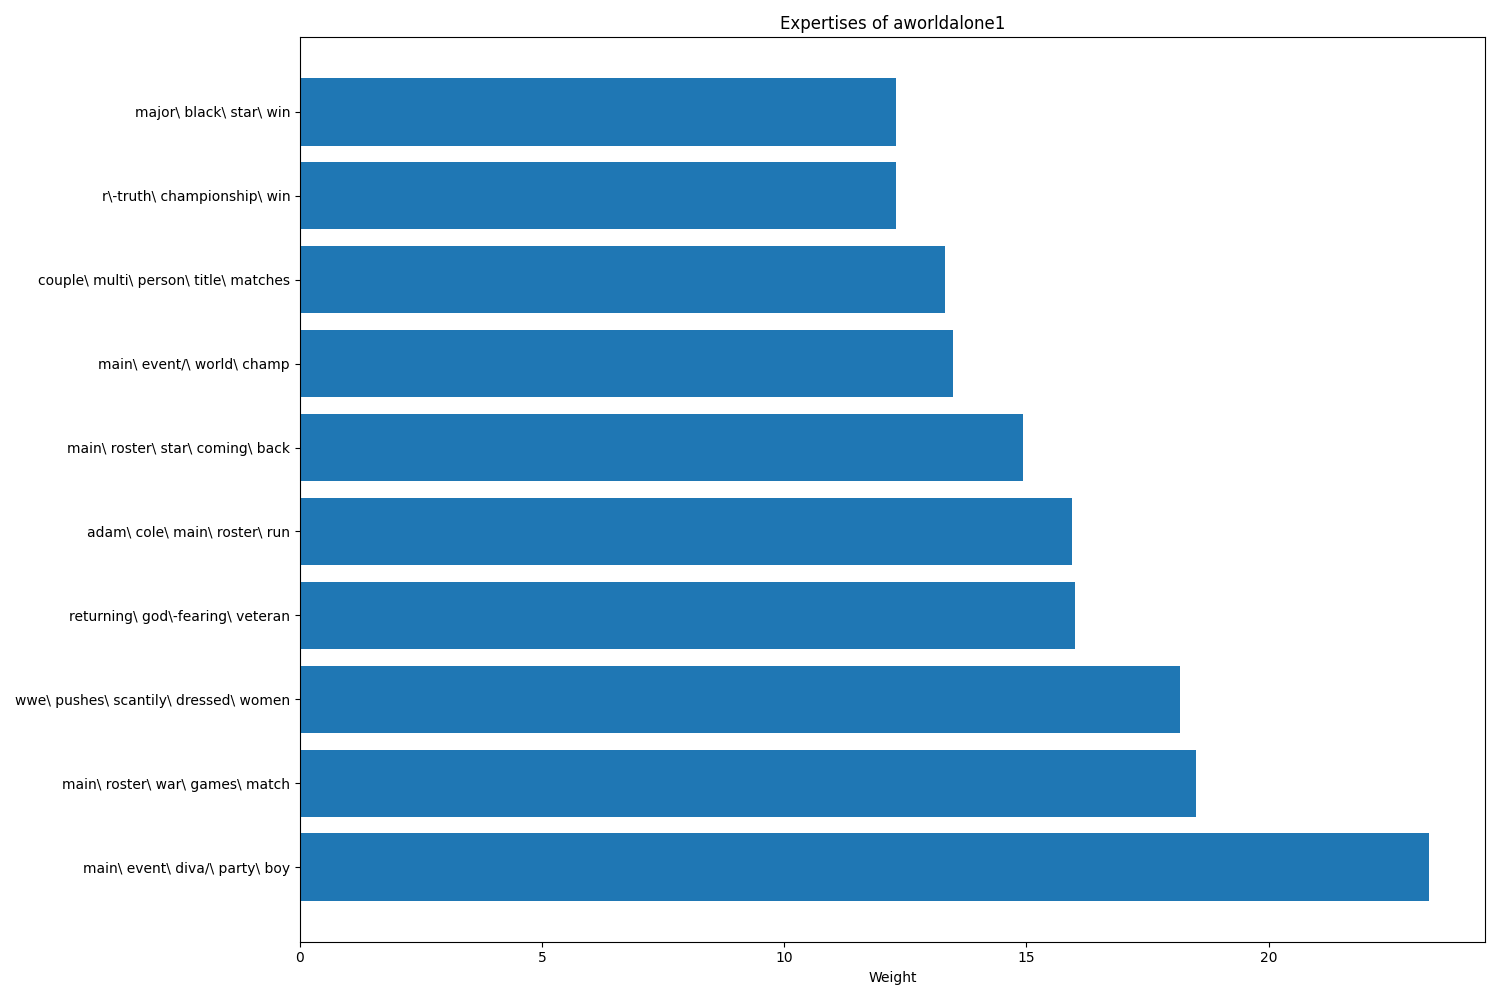 Expertises of aworldalone1
major\ black\ star\ win
r\-truth\ championship\ win
couple\ multi\ person\ title\ matches
main\ event/\ world\ champ
main\ roster\ star\ coming\ back
adam\ cole\ main\ roster\ run
returning\ god\-fearing\ veteran
wwe\ pushes\ scantily\ dressed\ women
main\ roster\ war\ games\ match
main\ event\ diva/\ party\ boy
0 5 10 15 20
Weight